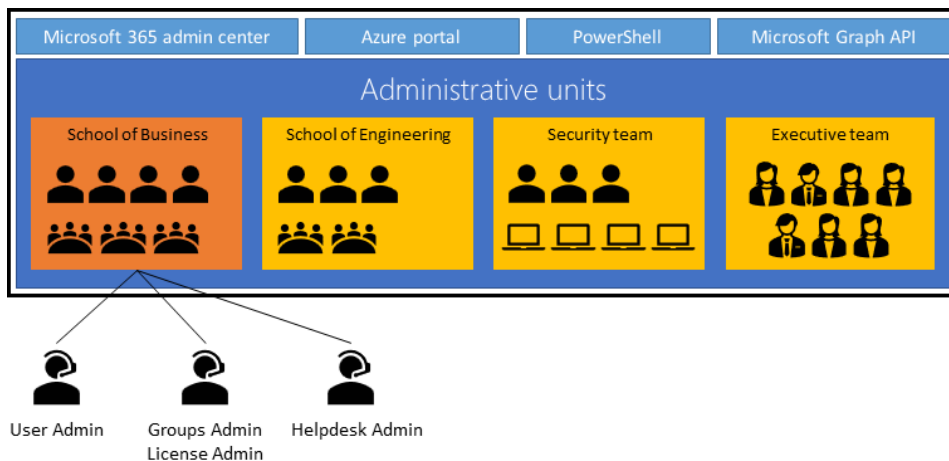 Microsoft 365 admin center
Azure portal
PowerShell
Microsoft Graph API
Administrative units
School of Business
School of Engineering
Security team
Executive team
User Admin
Groups Admin
License Admin
Helpdesk Admin